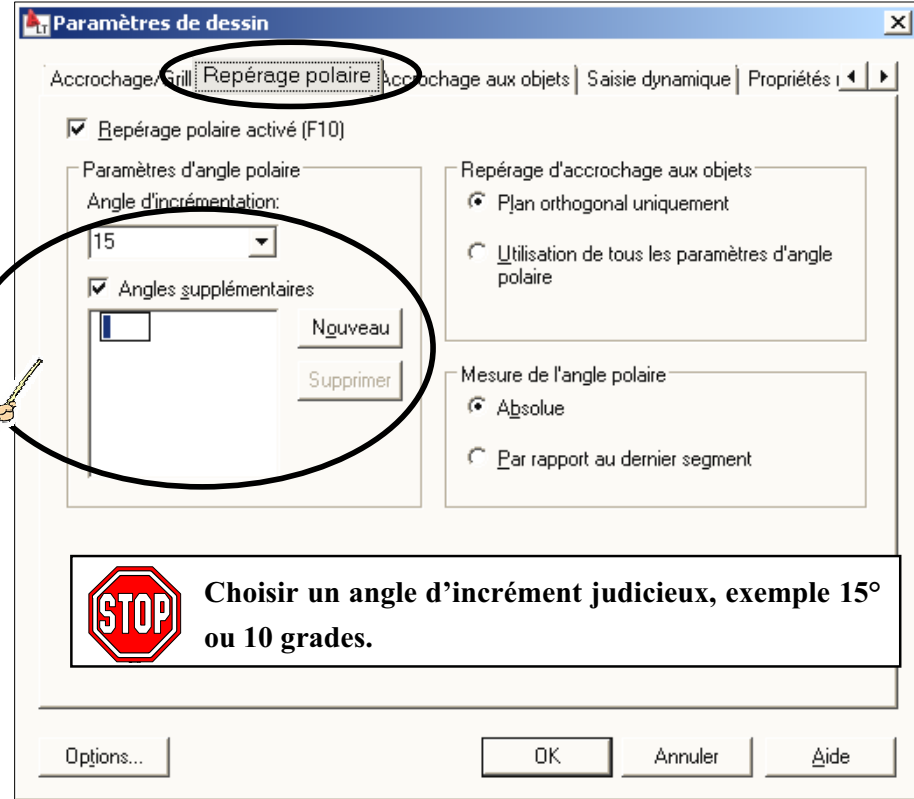 Paramètres de dessin
Accrochage/Grill
Repérage polaire
Accrochage aux objets
Saisie dynamique
Propriétés
Repérage polaire activé (F10)
Paramètres d'angle polaire
Angle d'incrémentation:
15
Angles supplémentaires
Nouveau
Supprimer
Repérage d'accrochage aux objets
Plan orthogonal uniquement
Utilisation de tous les paramètres d'angle
polaire
Mesure de l'angle polaire
Absolue
Par rapport au dernier segment
STOP
Choisir un angle d’incrément judicieux, exemple 15°
ou 10 grades.
Options...
OK
Annuler
Aide